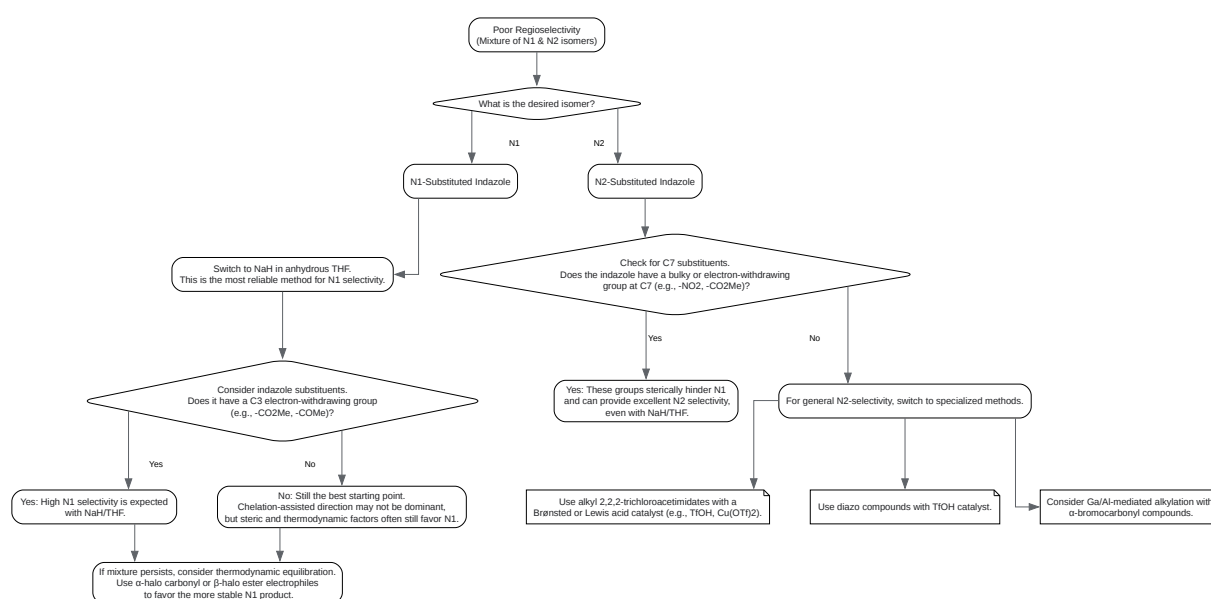 Poor Regioselectivity
(Mixture of N1 & N2 isomers)
What is the desired isomer?
N1
N2
N1-Substituted Indazole
N2-Substituted Indazole
Switch to NaH in anhydrous THF.
This is the most reliable method for N1 selectivity.
Check for C7 substituents.
Does the indazole have a bulky or electron-withdrawing
group at C7 (e.g., -NO2, -CO2Me)?
Yes
No
Consider indazole substituents.
Does it have a C3 electron-withdrawing group
(e.g., -CO2Me, -COMe)?
Yes: These groups sterically hinder N1
and can provide excellent N2 selectivity,
even with NaH/THF.
For general N2-selectivity, switch to specialized methods.
Yes
No
Yes: High N1 selectivity is expected
with NaH/THF.
No: Still the best starting point.
Chelation-assisted direction may not be dominant,
but steric and thermodynamic factors often still favor N1.
Use alkyl 2,2,2-trichloroacetimidates with a
Brønsted or Lewis acid catalyst (e.g., TfOH, Cu(OTf)2).
Use diazo compounds with TfOH catalyst.
Consider Ga/Al-mediated alkylation with
α-bromocarbonyl compounds.
If mixture persists, consider thermodynamic equilibration.
Use α-halo carbonyl or β-halo ester electrophiles
to favor the more stable N1 product.